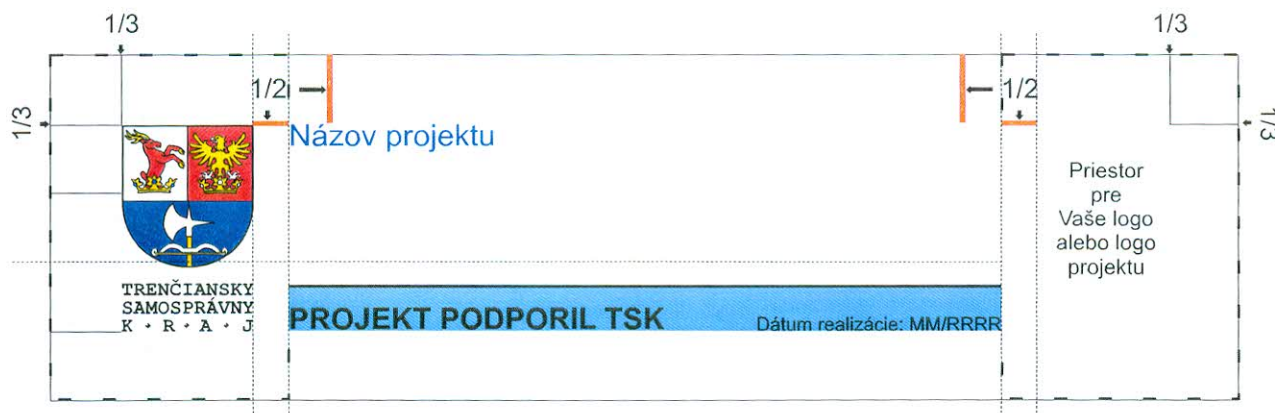 1/3
1/3
1/2
1/2
1/3
1/3
Názov projektu
Priestor
pre
Vaše logo
alebo logo
projektu
TRENČIANSKY
SAMOSPRÁVNY
K · R · A · J
PROJEKT PODPORIL TSK
Dátum realizácie: MM/RRRR